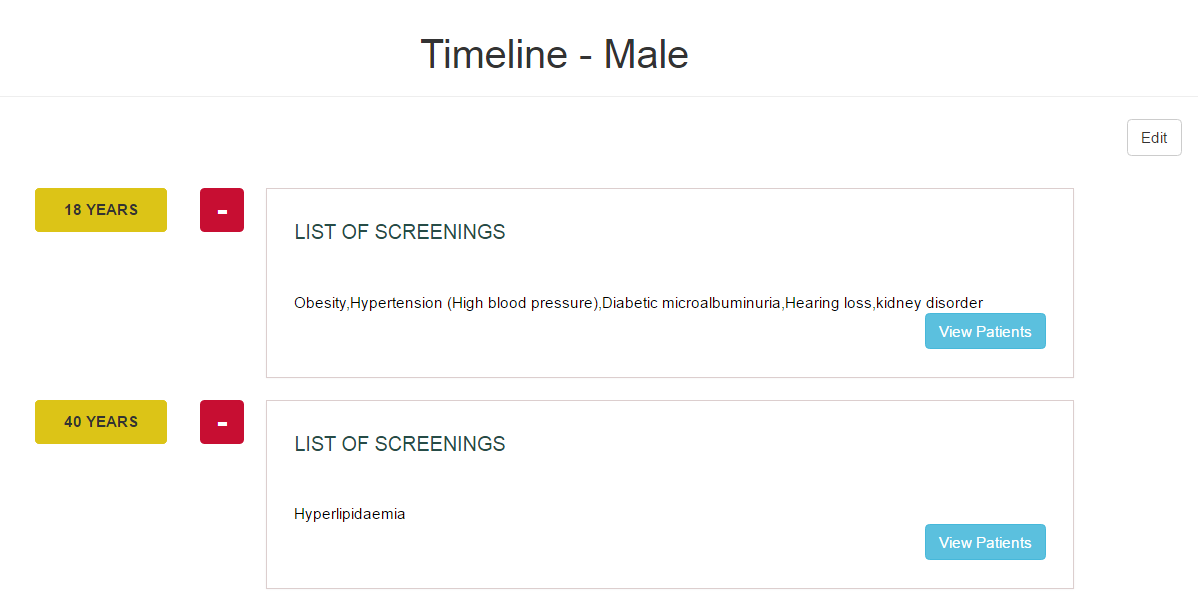 Timeline - Male
Edit
18 YEARS
-
LIST OF SCREENINGS
Obesity,Hypertension (High blood pressure),Diabetic microalbuminuria,Hearing loss,kidney disorder
View Patients
40 YEARS
-
LIST OF SCREENINGS
Hyperlipidaemia
View Patients